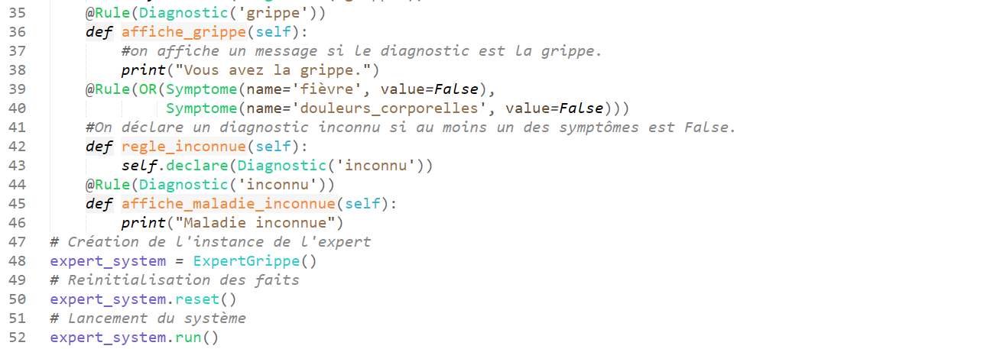 35 @Rule(Diagnostic('grippe'))
36 def affiche_grippe(self):
37 #on affiche un message si le diagnostic est la grippe.
38 print("Vous avez la grippe.")
39 @Rule(OR(Symptome(name='fièvre', value=False),
40 Symptome(name='douleurs_corporelles', value=False)))
41 #On déclare un diagnostic inconnu si au moins un des symptômes est False.
42 def regle_inconnue(self):
43 self.declare(Diagnostic('inconnu'))
44 @Rule(Diagnostic('inconnu'))
45 def affiche_maladie_inconnue(self):
46 print("Maladie inconnue")
47 # Création de l'instance de l'expert
48 expert_system = ExpertGrippe()
49 # Reinitialisation des faits
50 expert_system.reset()
51 # Lancement du système
52 expert_system.run()